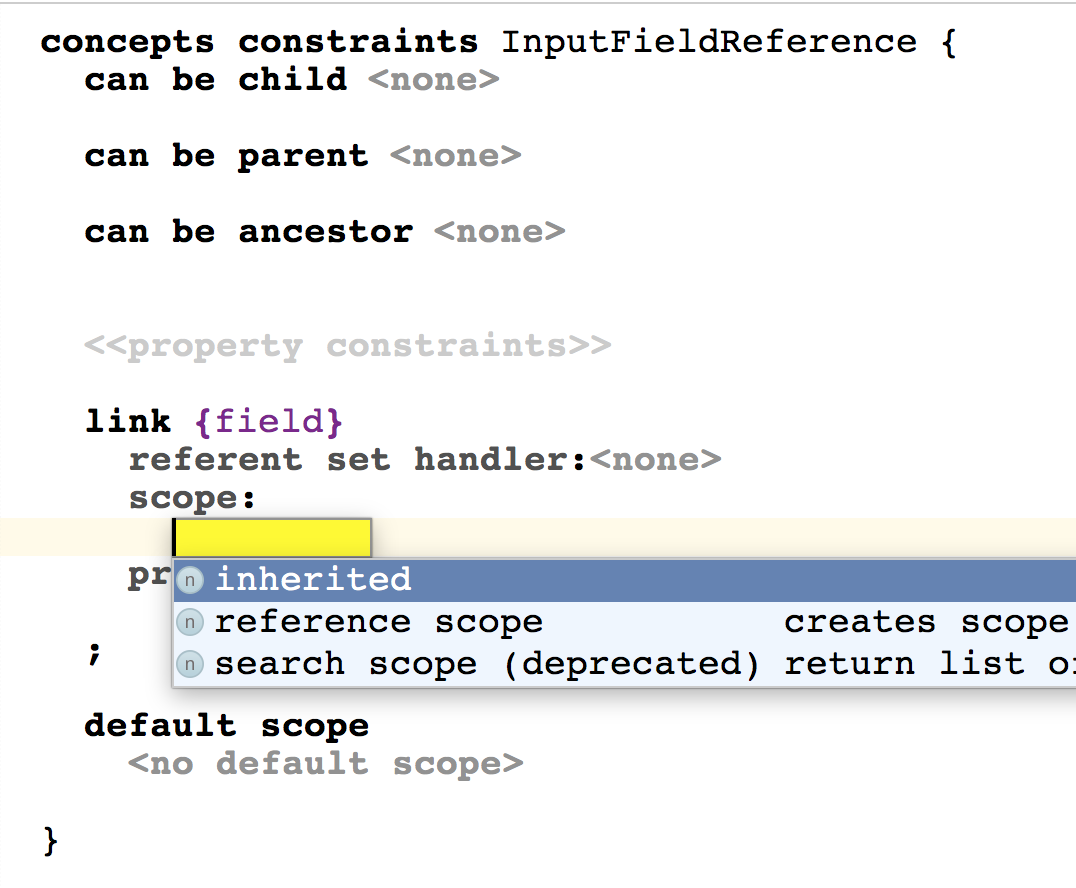 concepts constraints InputFieldReference {
can be child <none>
can be parent <none>
can be ancestor <none>
<<property constraints>>
link {field}
referent set handler:<none>
scope:
pr
n inherited
n reference scope creates scope
n search scope (deprecated) return list or
;
default scope
<no default scope>
}